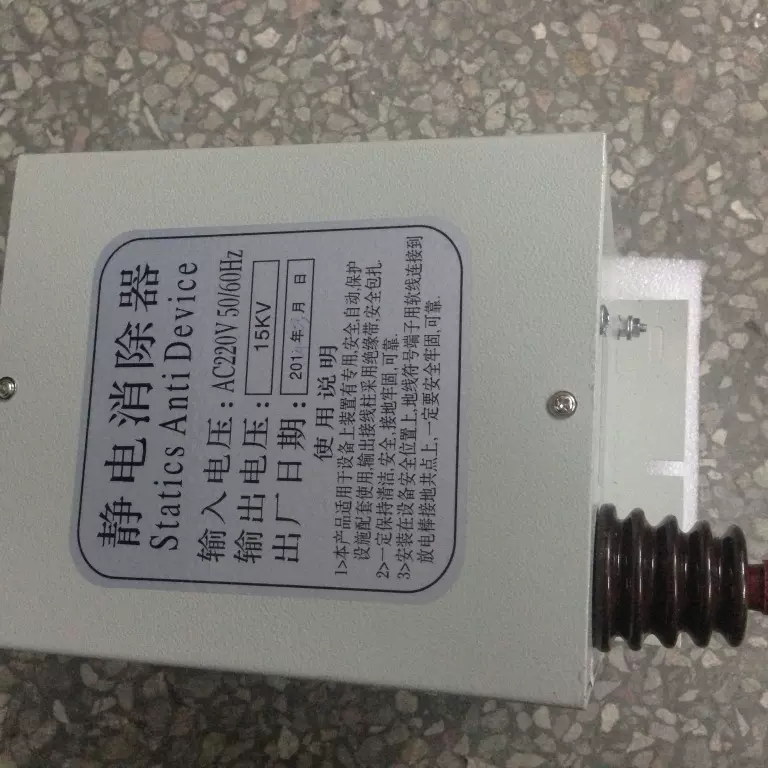 静电消除器
Statics Anti Device
输入电压：AC220V 50/60Hz
输出电压：15KV
出厂日期：201 年 月 日
使用说明
1>本产品适用于设备上装置有专用,安全,自动,保护
设施配套使用,输出接线柱采用绝缘带,安全包扎.
2>一定保持清洁,安全,接地牢固,可靠.
3>安装在设备安全位置上,地线符号端子用软线连接到
放电棒接地共点上,一定要安全牢固,可靠.